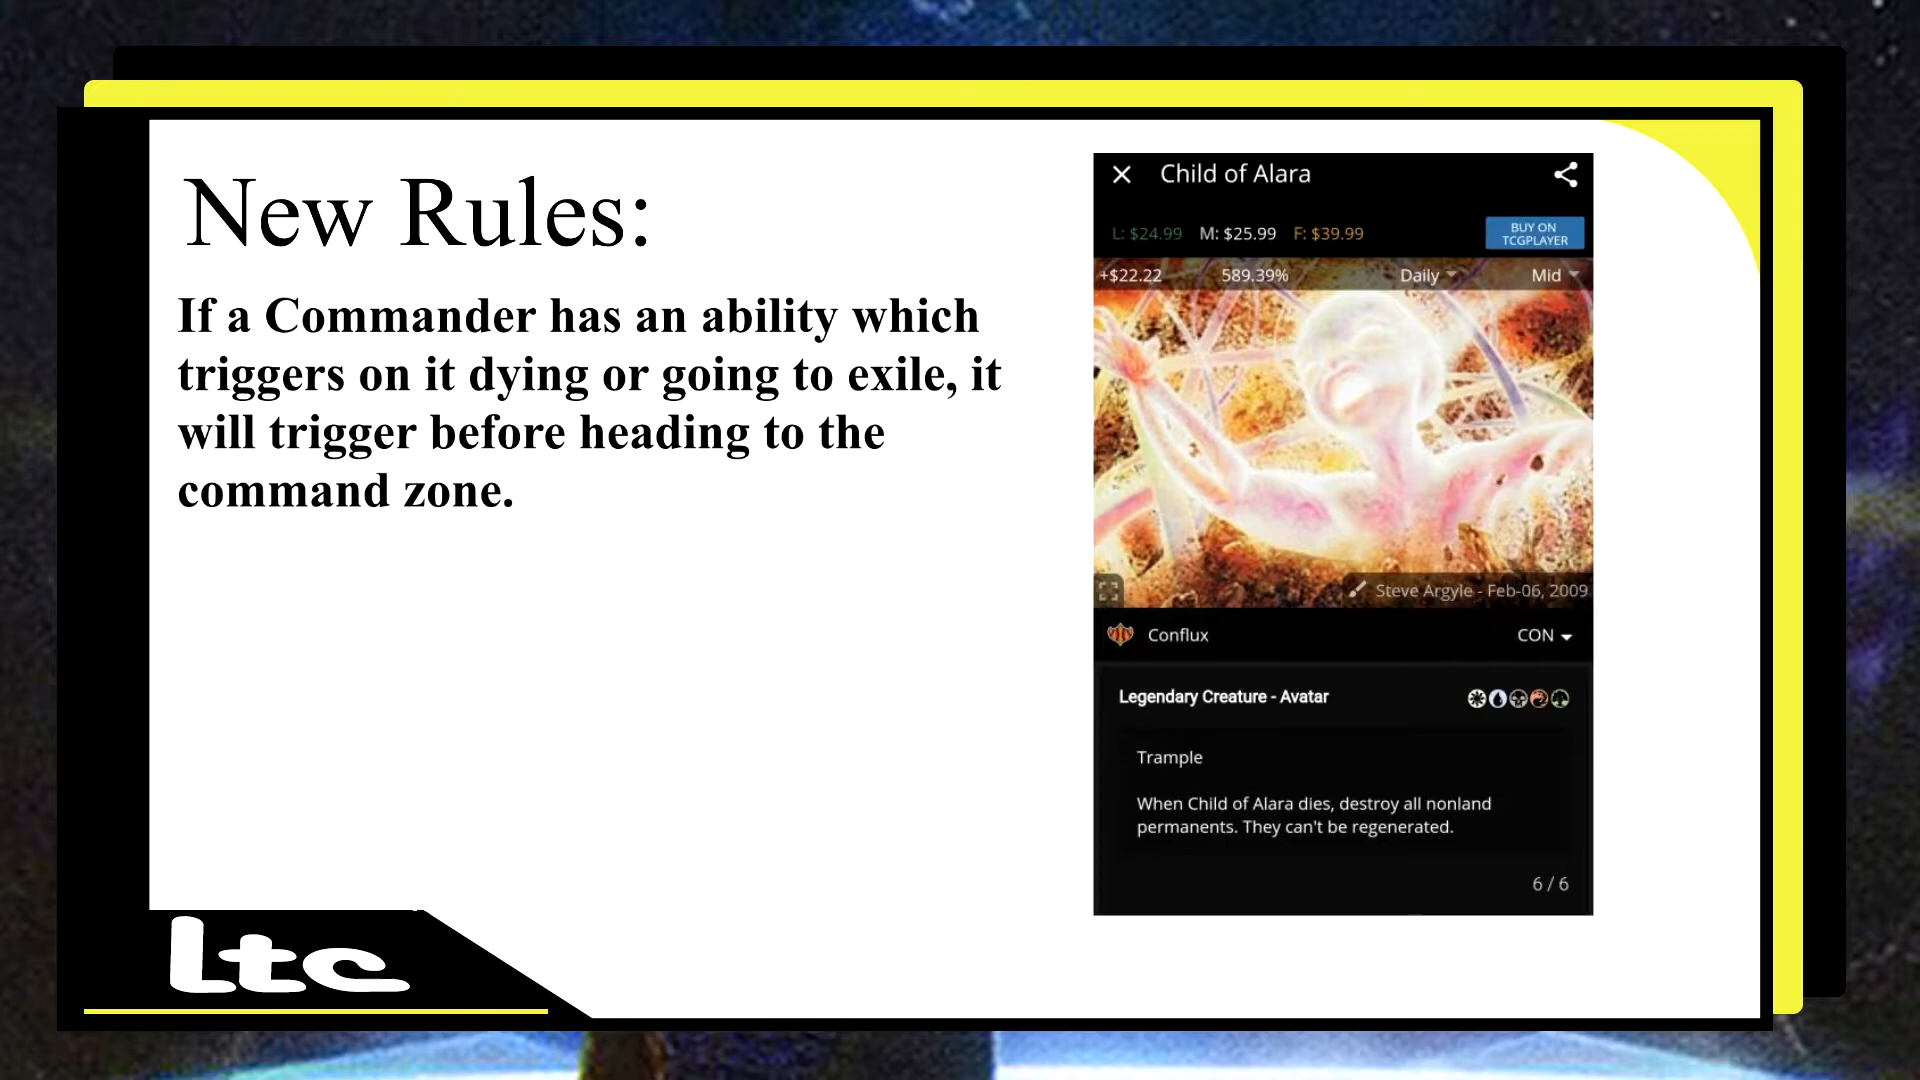 New Rules:
If a Commander has an ability which
triggers on it dying or going to exile, it
will trigger before heading to the
command zone.
Child of Alara
L: $24.99 M: $25.99 F: $39.99
BUY ON
TCGPLAYER
+$22.22 589.39% Daily Mid
Steve Argyle - Feb-06, 2009
Conflux CON
Legendary Creature - Avatar
Trample
When Child of Alara dies, destroy all nonland
permanents. They can't be regenerated.
6 / 6
Ltc